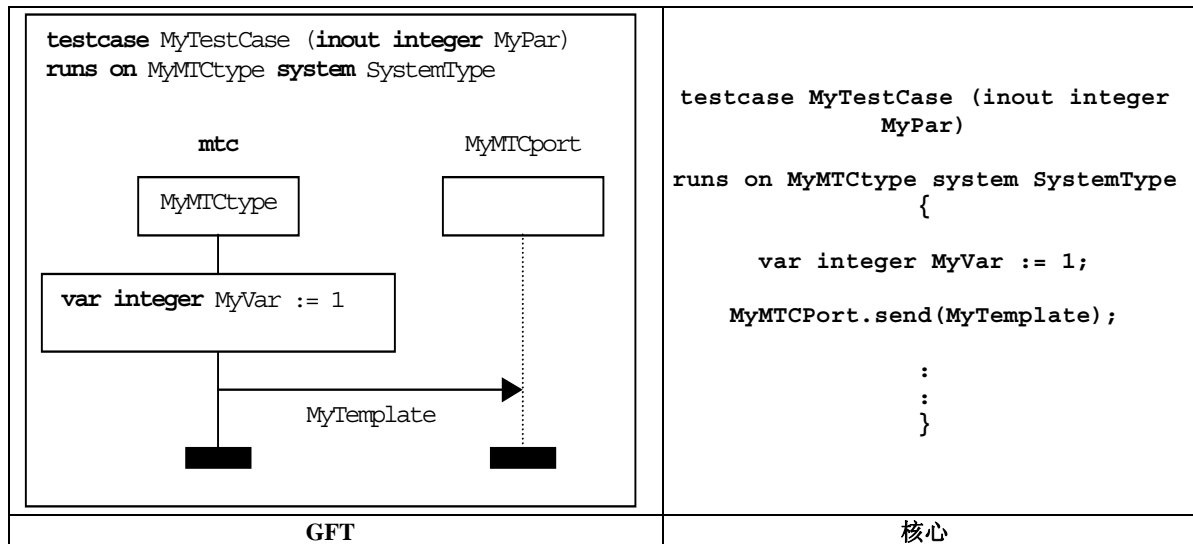 testcase MyTestCase (inout integer MyPar)
runs on MyMTCtype system SystemType
mtc
MyMTCport
MyMTCtype
var integer MyVar := 1
MyTemplate
testcase MyTestCase (inout integer
MyPar)
runs on MyMTCtype system SystemType
{
var integer MyVar := 1;
MyMTCPort.send(MyTemplate);
:
:
}
GFT
核心